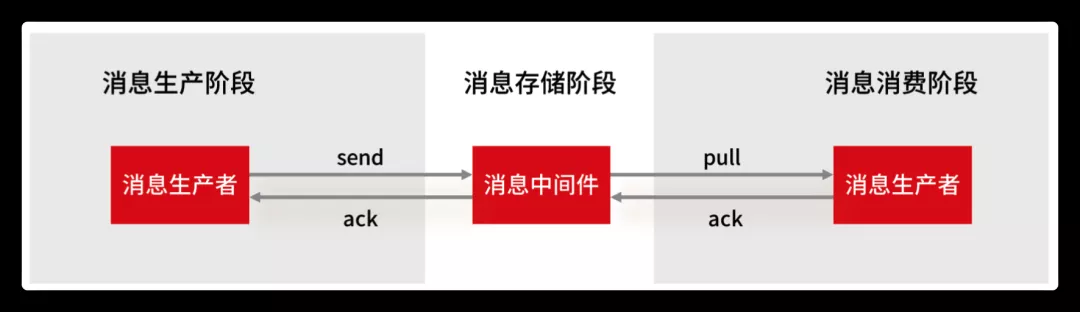 消息生产阶段
消息存储阶段
消息消费阶段
消息生产者
send
ack
消息中间件
pull
ack
消息生产者